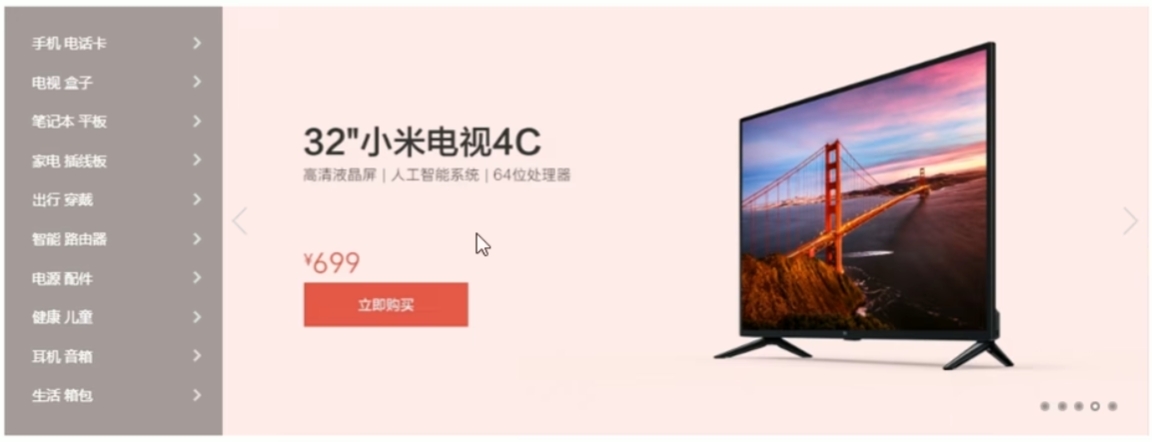 手机 电话卡
电视 盒子
笔记本 平板
家电 插线板
出行 穿戴
智能 路由器
电源 配件
健康 儿童
耳机 音箱
生活 箱包
32"小米电视4C
高清液晶屏 | 人工智能系统 | 64位处理器
¥699
立即购买